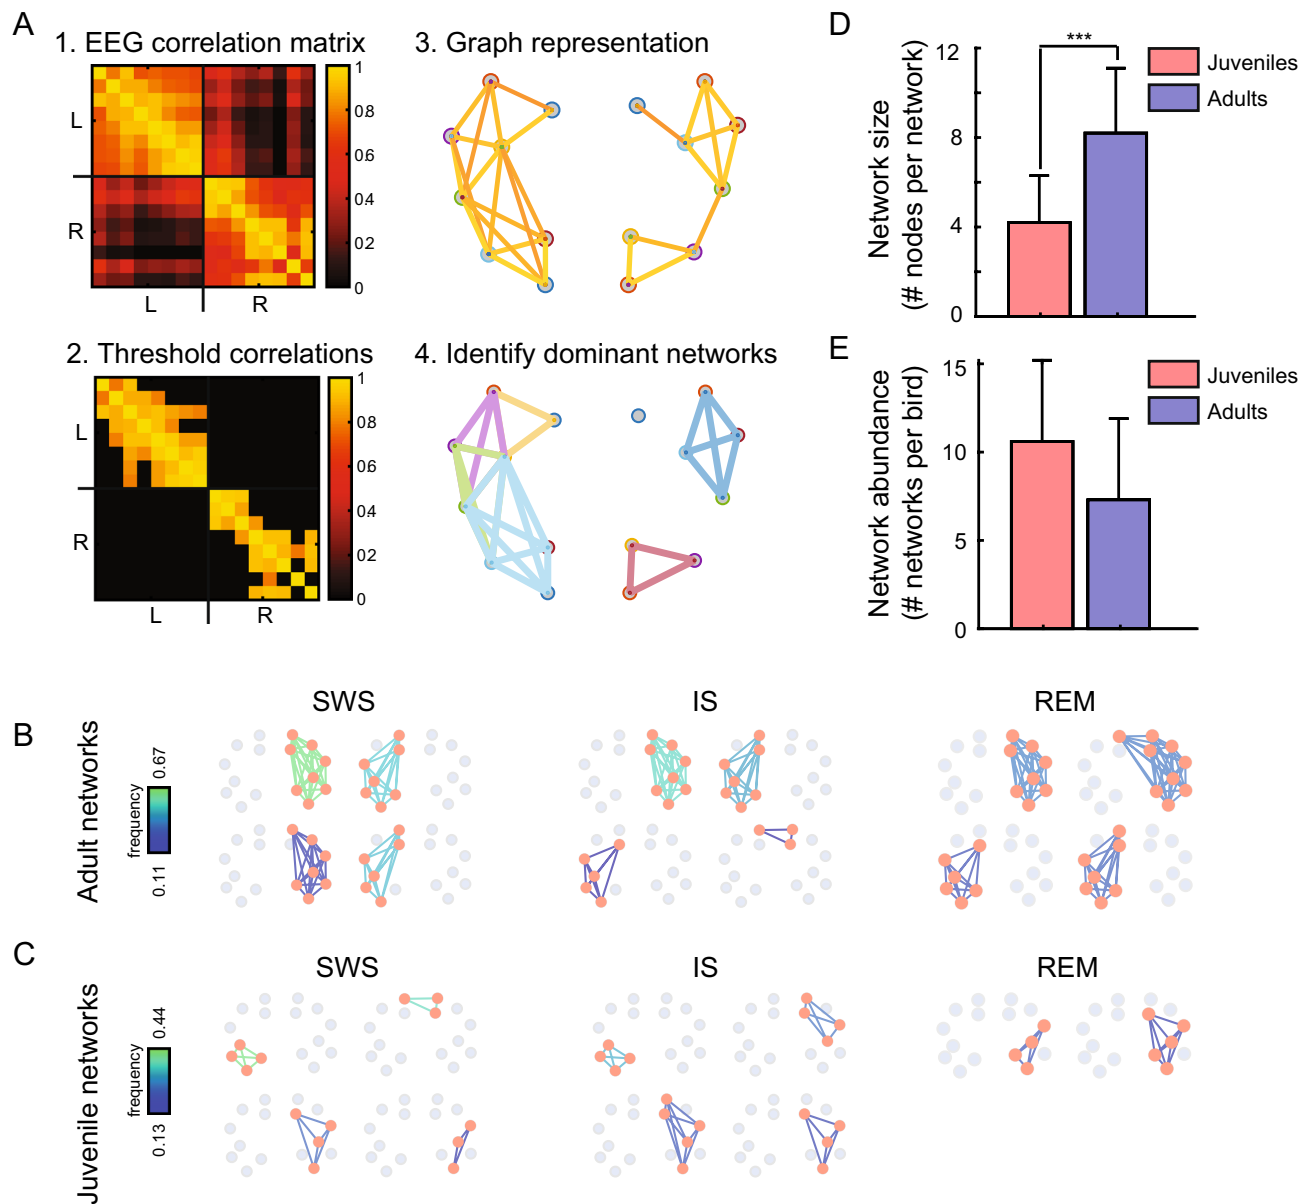 A
1. EEG correlation matrix
L
R
L
R
1
0.8
0.6
0.4
0.2
0
3. Graph representation
2. Threshold correlations
L
R
L
R
1
0.8
0.6
0.4
0.2
0
4. Identify dominant networks
D
Network size
(# nodes per network)
12
8
4
0
***
Juveniles
Adults
E
Network abundance
(# networks per bird)
15
10
5
0
Juveniles
Adults
B
Adult networks
frequency
0.11
0.67
SWS
IS
REM
C
Juvenile networks
frequency
0.13
0.44
SWS
IS
REM